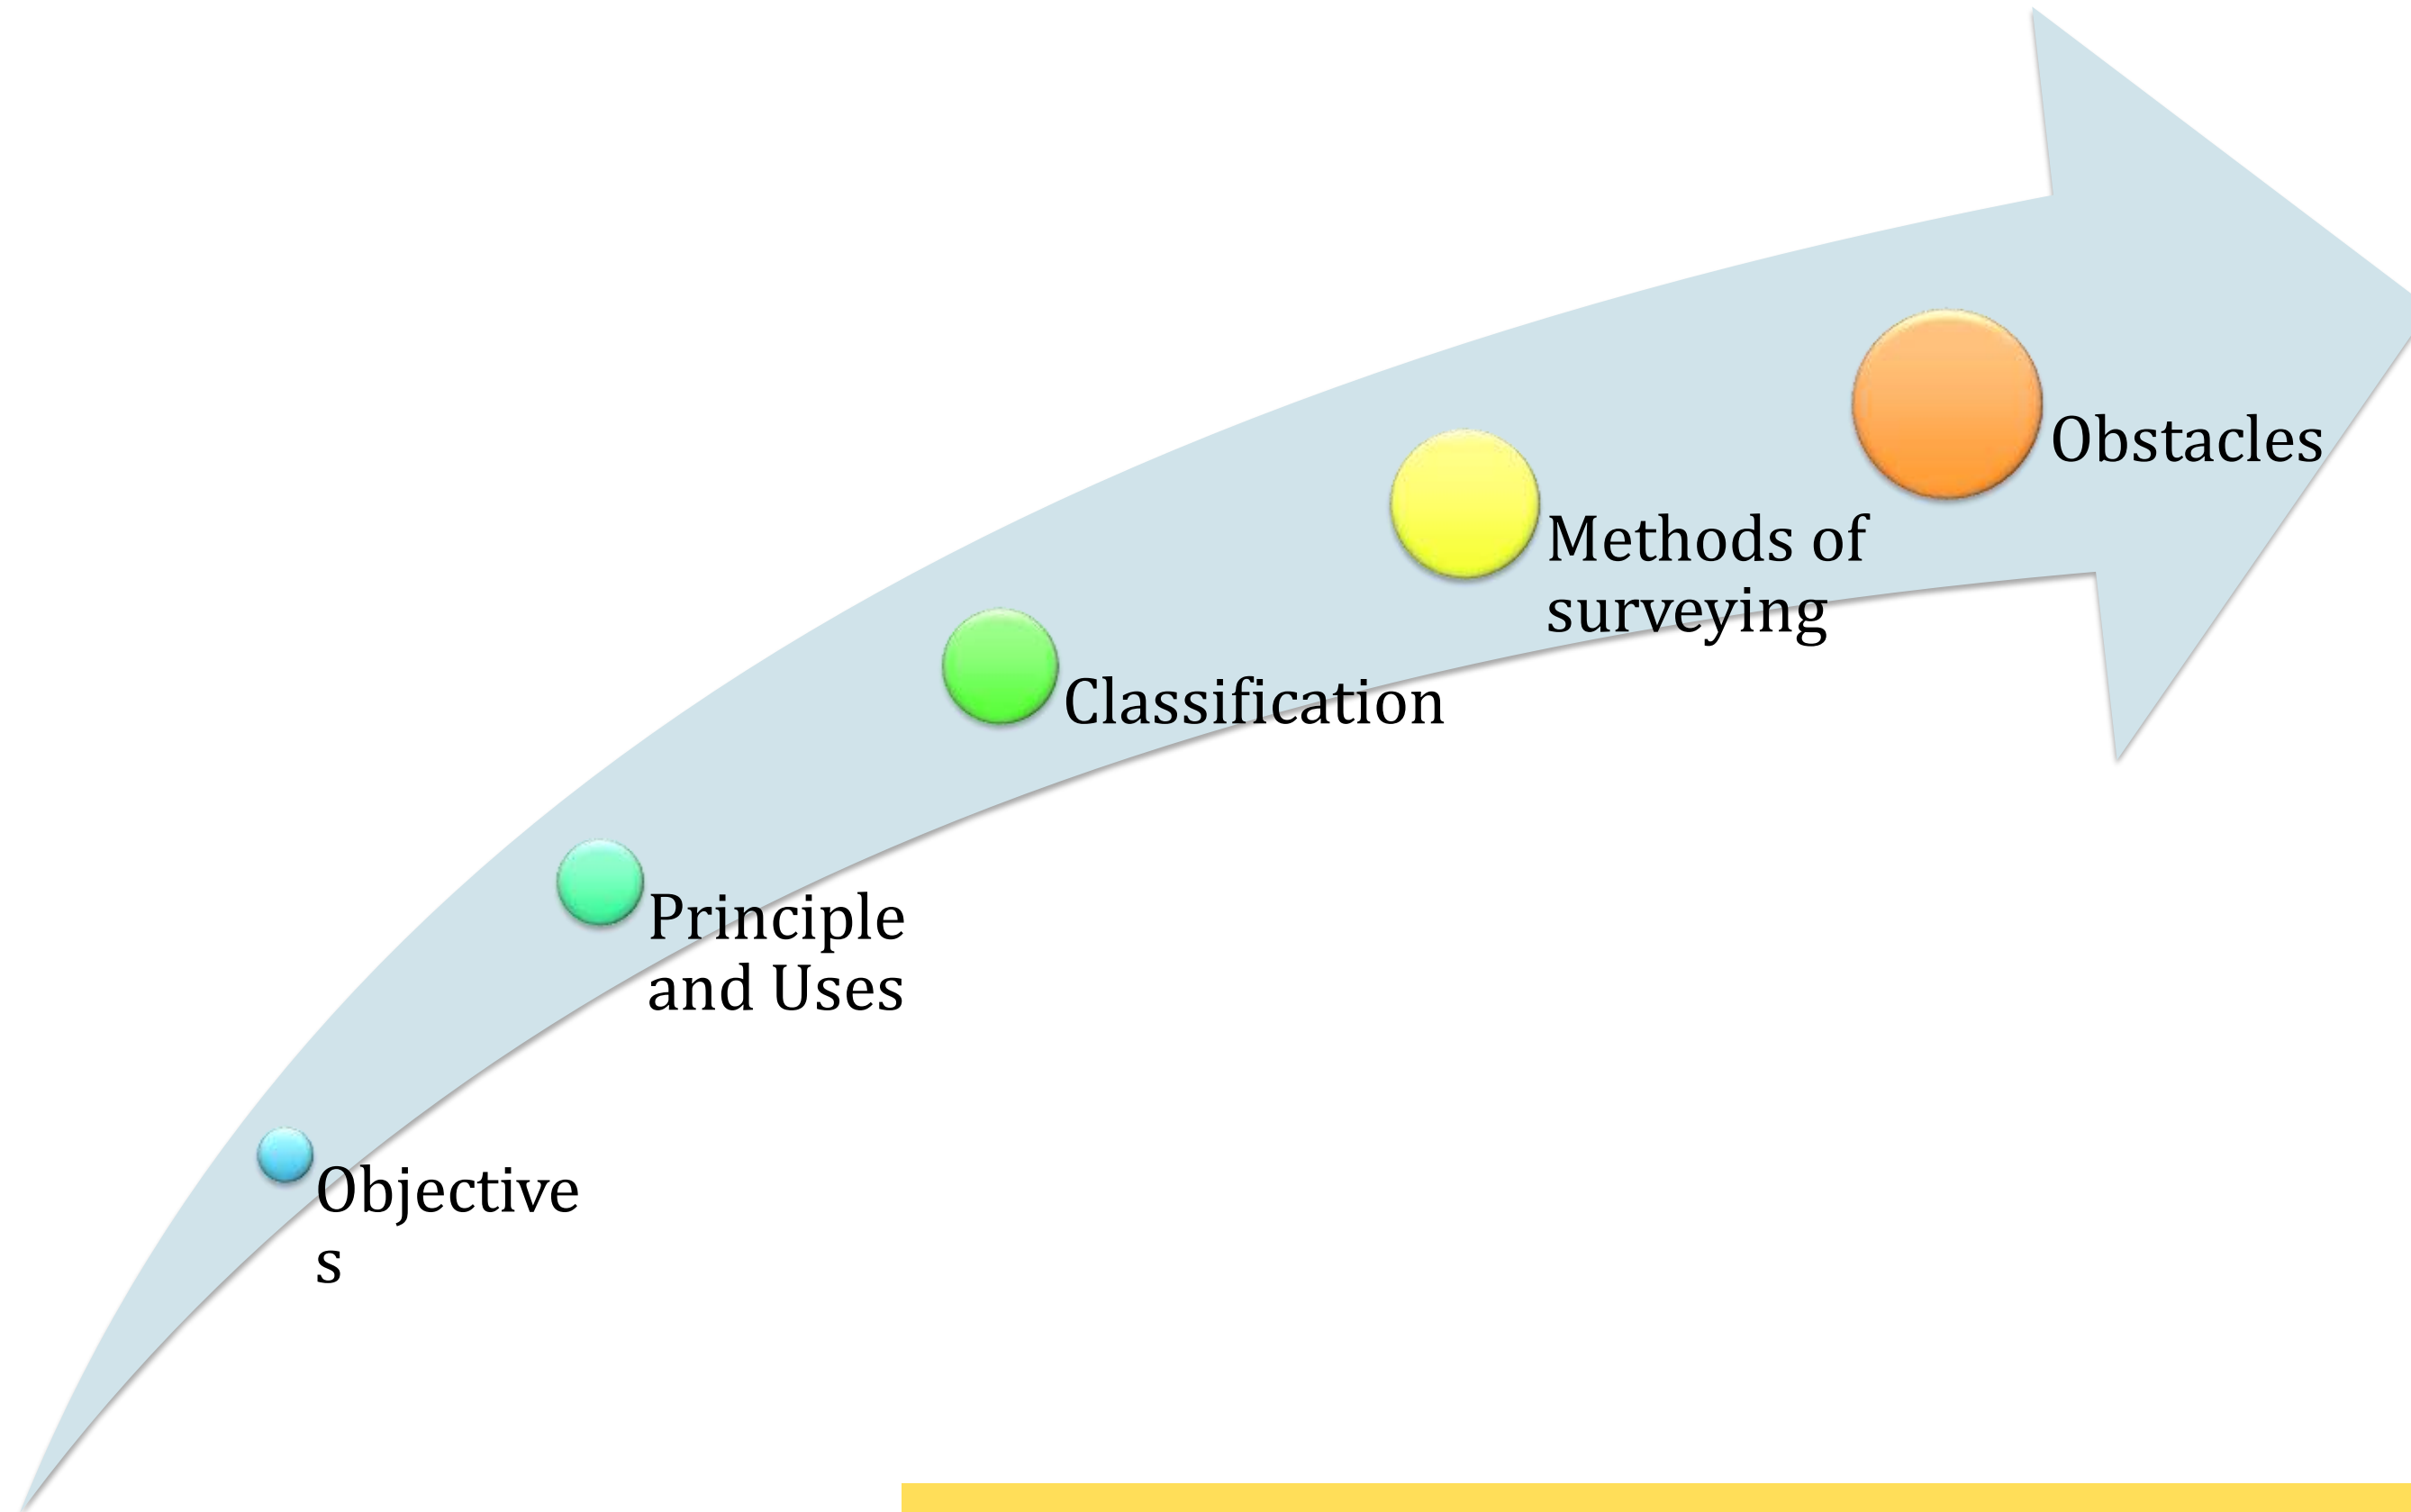 Objective
s
Principle
and Uses
Classification
Methods of
surveying
Obstacles